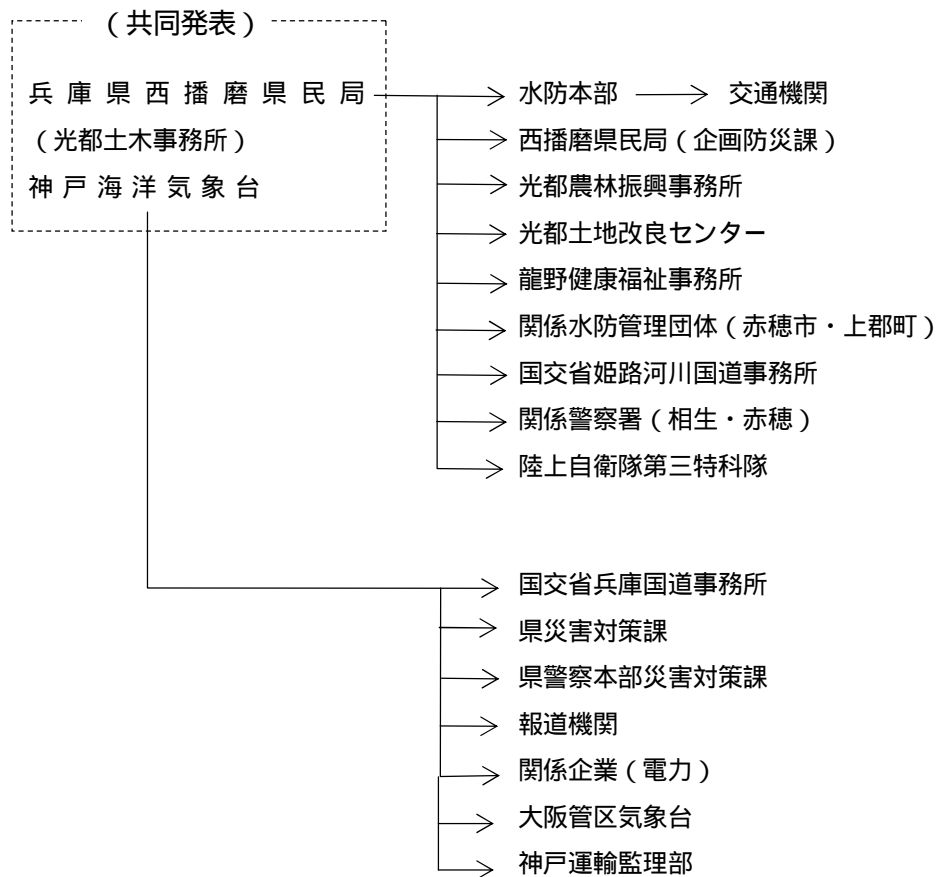 （共同発表）
兵庫県西播磨県民局
（光都土木事務所）
神戸海洋気象台
水防本部 交通機関
西播磨県民局（企画防災課）
光都農林振興事務所
光都土地改良センター
龍野健康福祉事務所
関係水防管理団体（赤穂市・上郡町）
国交省姫路河川国道事務所
関係警察署（相生・赤穂）
陸上自衛隊第三特科隊
国交省兵庫国道事務所
県災害対策課
県警察本部災害対策課
報道機関
関係企業（電力）
大阪管区気象台
神戸運輸監理部